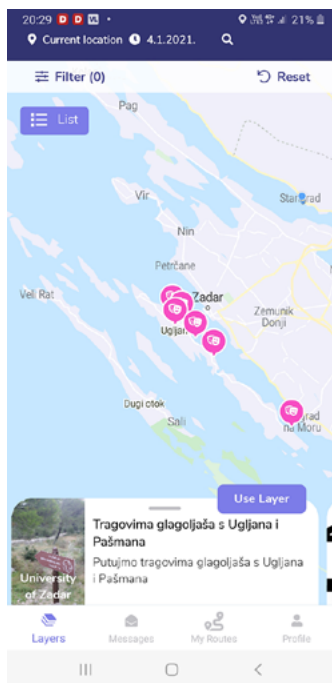 20:29
21%
Current location
4.1.2021.
Filter (0)
Reset
List
Pag
Vir
Nin
Petrčane
Zadar
Veli Rat
Zemunik
Donji
Dugi otok
Sali
na Moru
Use Layer
Tragovima glagoljaša s Ugljana i
Pašmana
Putujmo tragovima glagoljaša s Ugljana
i Pašmana
University
of Zadar
Layers
Messages
My Routes
Profile